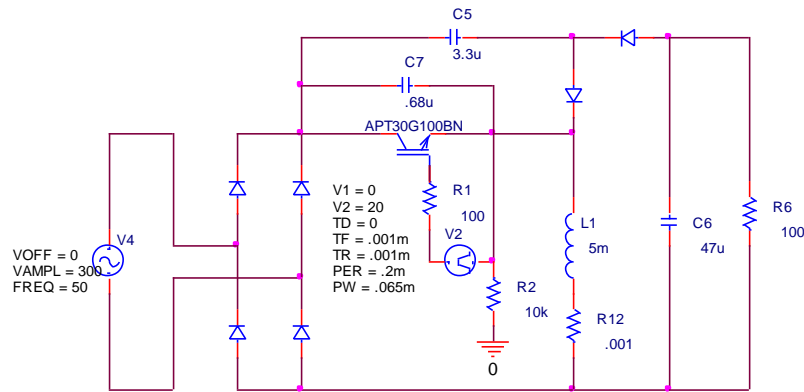 C5
3.3u
C7
.68u
APT30G100BN
V1 = 0
V2 = 20
TD = 0
TF = .001m
TR = .001m
PER = .2m
PW = .065m
R1
100
V2
V4
VOFF = 0
VAMPL = 300
FREQ = 50
R2
10k
0
L1
5m
R12
.001
C6
47u
R6
100